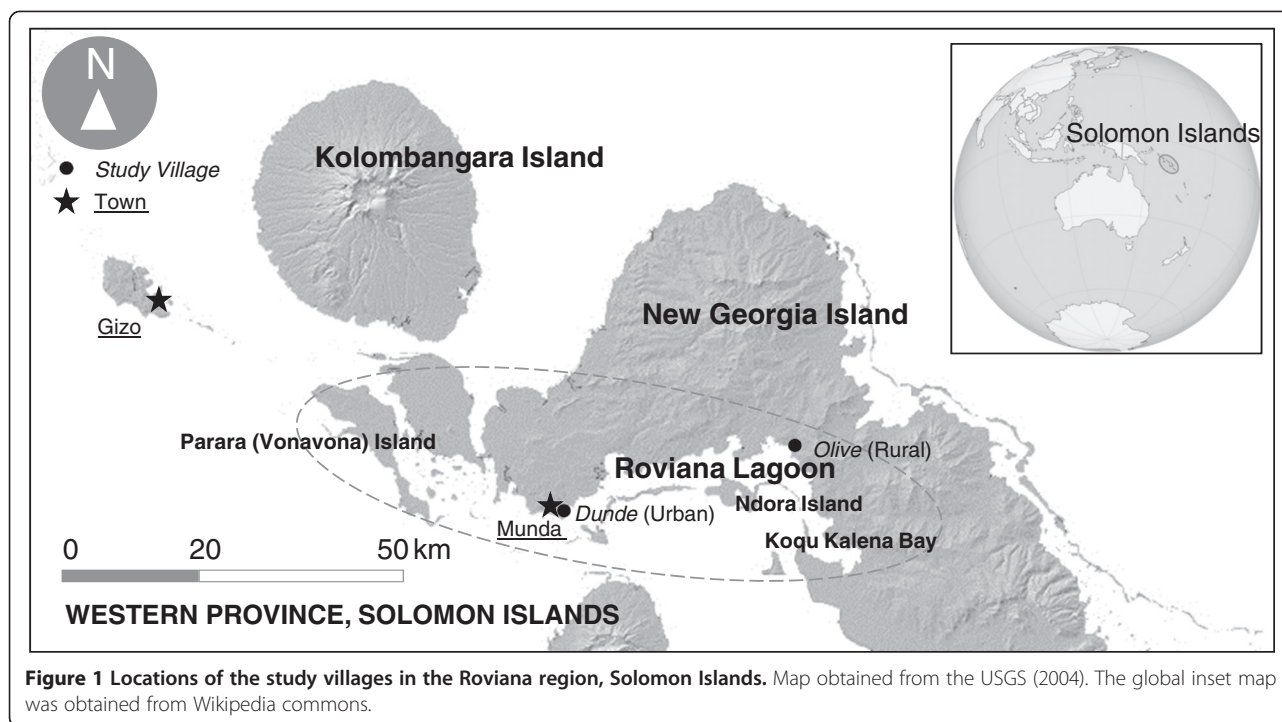 N
Study Village
Town
Kolombangara Island
Solomon Islands
Gizo
New Georgia Island
Parara (Vonavona) Island
Olive (Rural)
Roviana Lagoon
Ndora Island
Dunde (Urban)
Munda
Koqu Kalena Bay
0 20 50 km
WESTERN PROVINCE, SOLOMON ISLANDS
Figure 1 Locations of the study villages in the Roviana region, Solomon Islands. Map obtained from the USGS (2004). The global inset map
was obtained from Wikipedia commons.